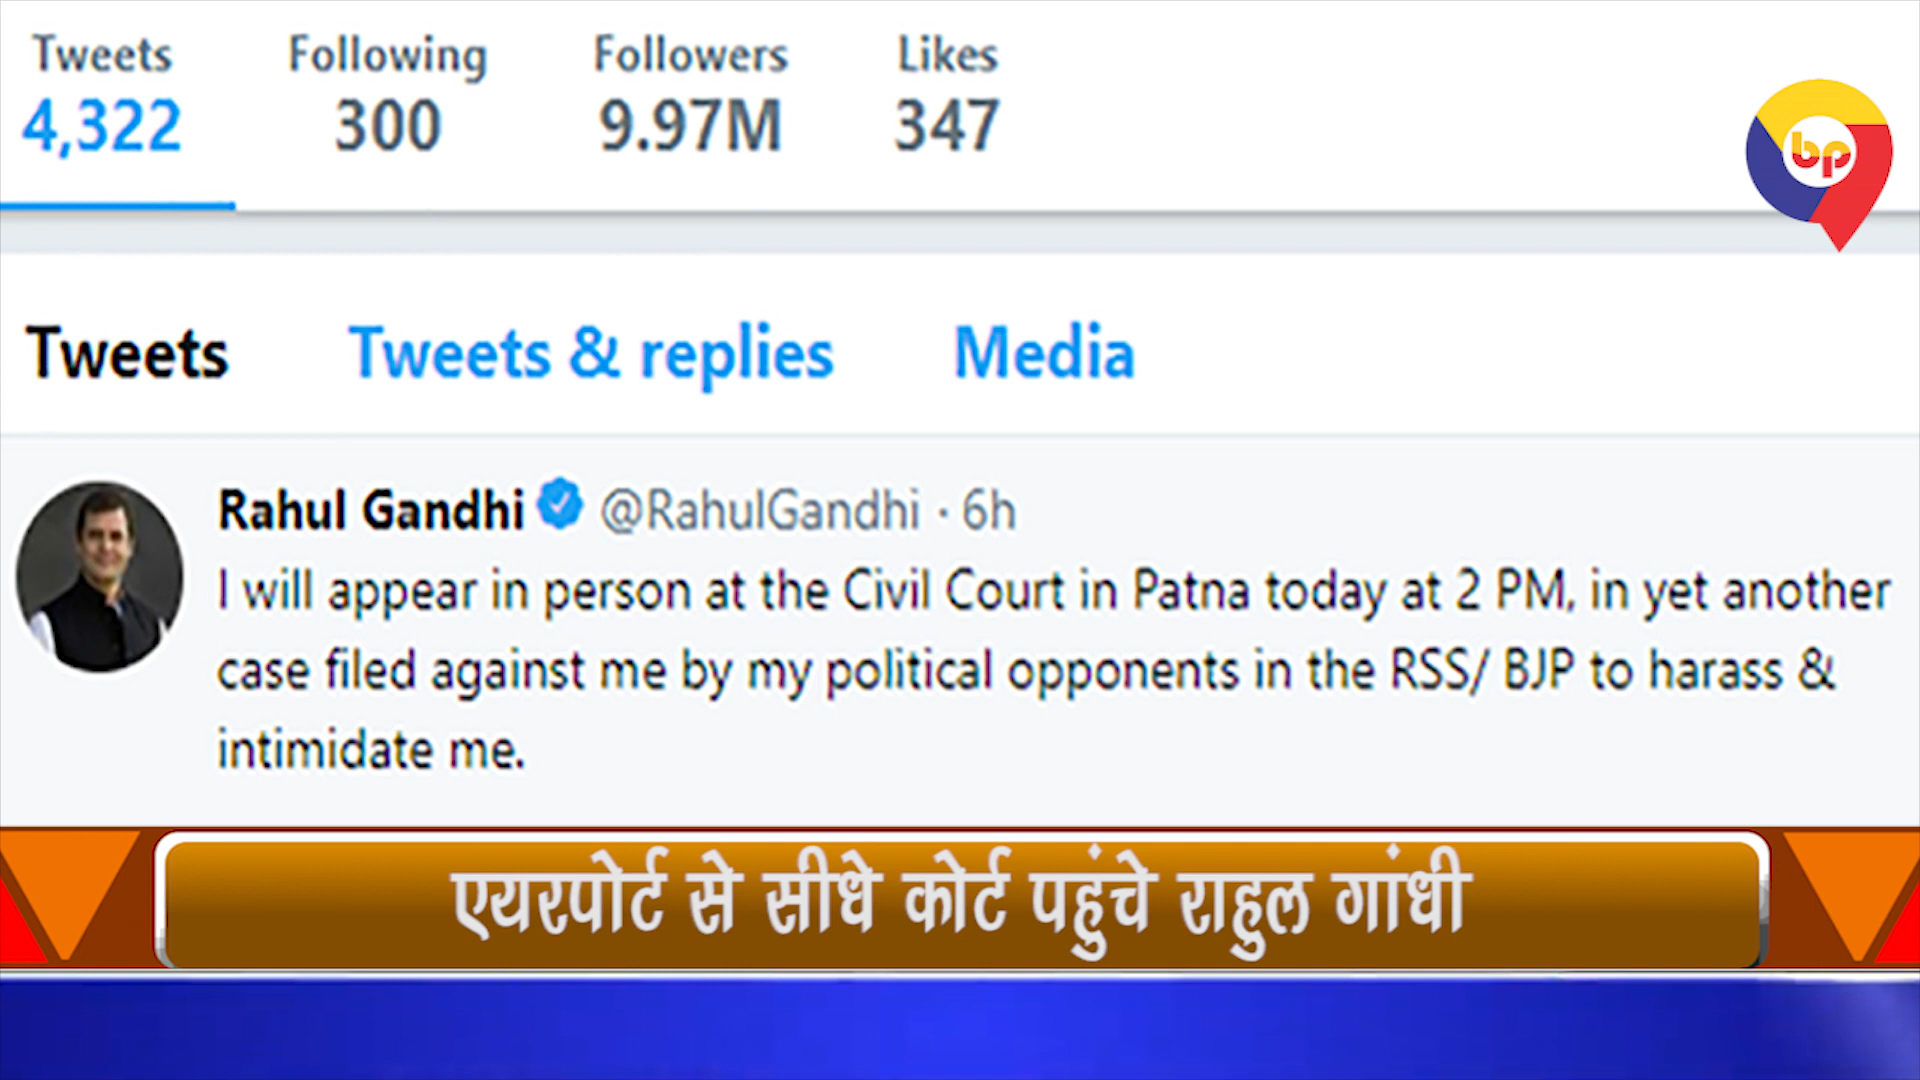 Tweets Following Followers Likes
4,322 300 9.97M 347
bp
Tweets Tweets & replies Media
Rahul Gandhi @RahulGandhi · 6h
I will appear in person at the Civil Court in Patna today at 2 PM, in yet another
case filed against me by my political opponents in the RSS/ BJP to harass &
intimidate me.
एयरपोर्ट से सीधे कोर्ट पहुंचे राहुल गांधी